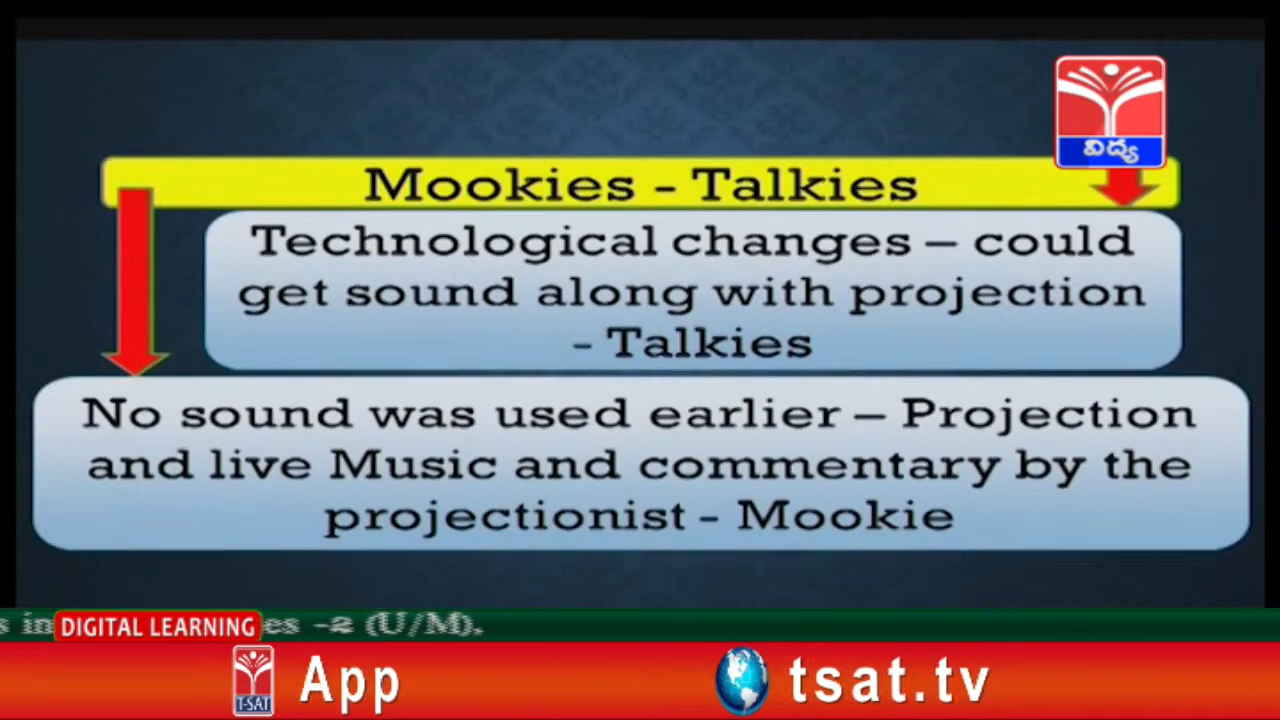 విద్య
Mookies - Talkies
Technological changes – could
get sound along with projection
- Talkies
No sound was used earlier – Projection
and live Music and commentary by the
projectionist - Mookie
DIGITAL LEARNING
-2 (U/M).
T-SAT
App
tsat.tv